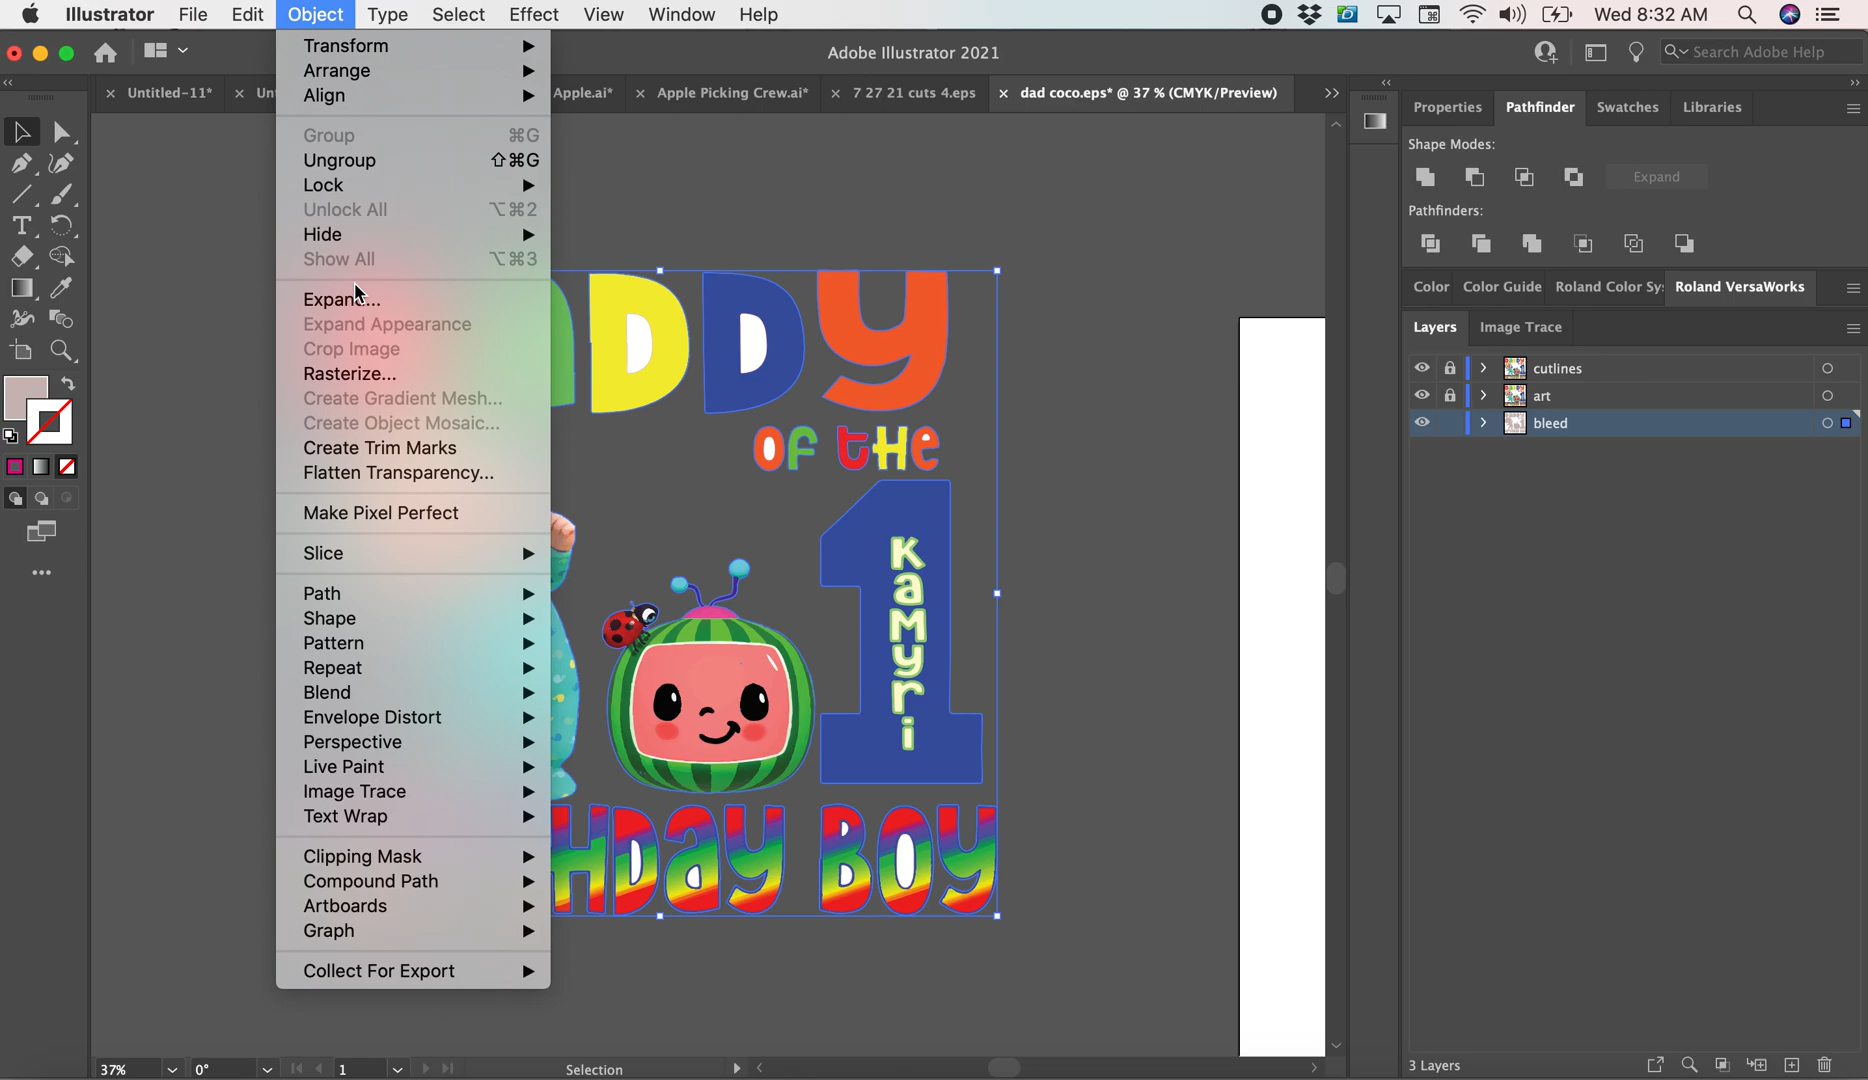 Illustrator File Edit Object Type Select Effect View Window Help Wed 8:32 AM
Adobe Illustrator 2021 Search Adobe Help
× Untitled-11* × Un Apple.ai* × Apple Picking Crew.ai* × 7 27 21 cuts 4.eps × dad coco.eps* @ 37 % (CMYK/Preview)
Properties Pathfinder Swatches Libraries
Shape Modes:
Expand
Pathfinders:
Color Color Guide Roland Color Sy Roland VersaWorks
Layers Image Trace
cutlines
art
bleed
3 Layers
Transform
Arrange
Align
Group ⌘G
Ungroup ⇧⌘G
Lock
Unlock All ⌥⌘2
Hide
Show All ⌥⌘3
Expand...
Expand Appearance
Crop Image
Rasterize...
Create Gradient Mesh...
Create Object Mosaic...
Create Trim Marks
Flatten Transparency...
Make Pixel Perfect
Slice
Path
Shape
Pattern
Repeat
Blend
Envelope Distort
Perspective
Live Paint
Image Trace
Text Wrap
Clipping Mask
Compound Path
Artboards
Graph
Collect For Export
DDY
OF tHE
1
KaMyri
HDay BOY
37% 0° 1 Selection